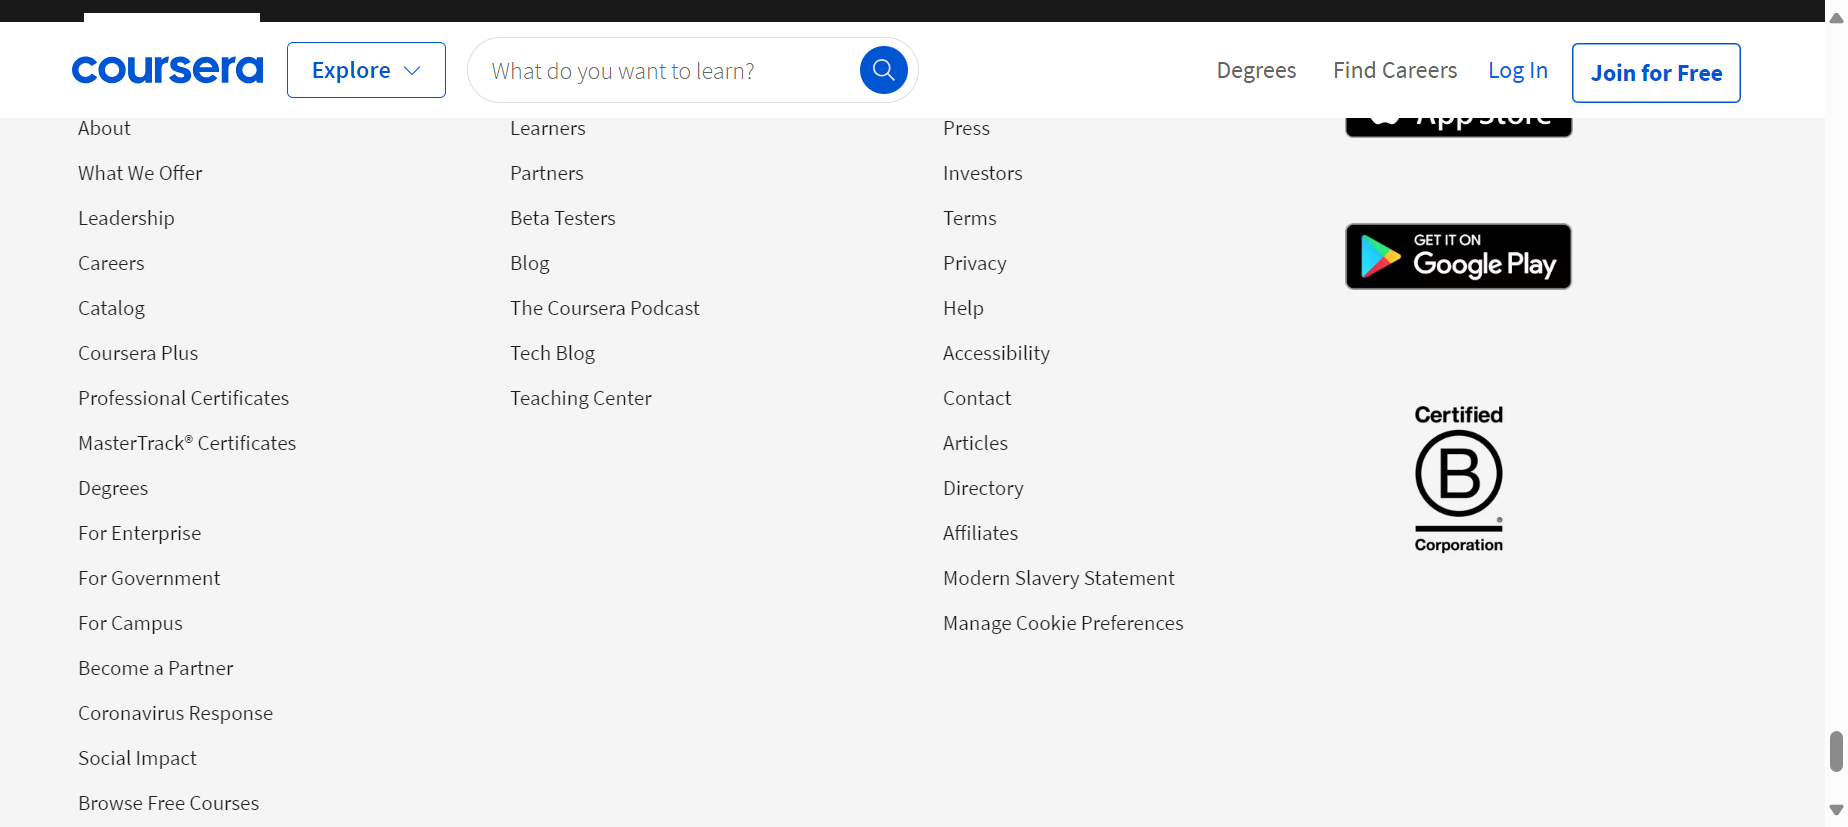 coursera
Explore
What do you want to learn?
Degrees
Find Careers
Log In
Join for Free
About
What We Offer
Leadership
Careers
Catalog
Coursera Plus
Professional Certificates
MasterTrack® Certificates
Degrees
For Enterprise
For Government
For Campus
Become a Partner
Coronavirus Response
Social Impact
Browse Free Courses
Learners
Partners
Beta Testers
Blog
The Coursera Podcast
Tech Blog
Teaching Center
Press
Investors
Terms
Privacy
Help
Accessibility
Contact
Articles
Directory
Affiliates
Modern Slavery Statement
Manage Cookie Preferences
App Store
GET IT ON
Google Play
Certified
B
®
Corporation